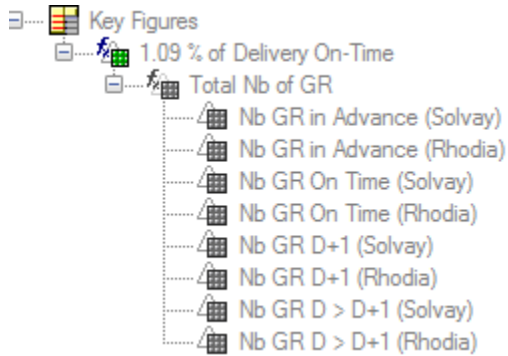 Key Figures
1.09 % of Delivery On-Time
Total Nb of GR
Nb GR in Advance (Solvay)
Nb GR in Advance (Rhodia)
Nb GR On Time (Solvay)
Nb GR On Time (Rhodia)
Nb GR D+1 (Solvay)
Nb GR D+1 (Rhodia)
Nb GR D > D+1 (Solvay)
Nb GR D > D+1 (Rhodia)